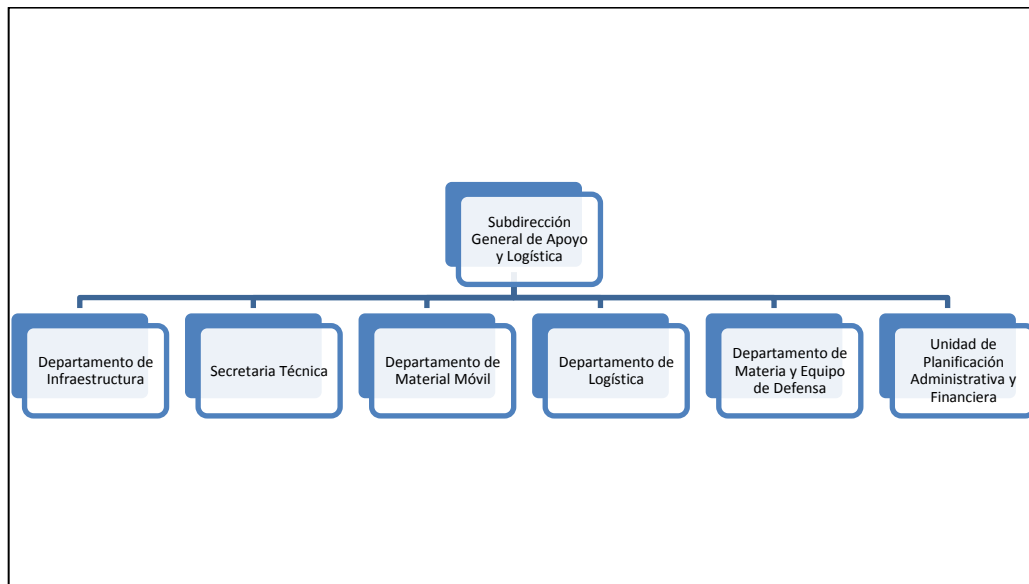 Subdirección
General de Apoyo
y Logística
Departamento de
Infraestructura
Secretaria Técnica
Departamento de
Material Móvil
Departamento de
Logística
Departamento de
Materia y Equipo
de Defensa
Unidad de
Planificación
Administrativa y
Financiera